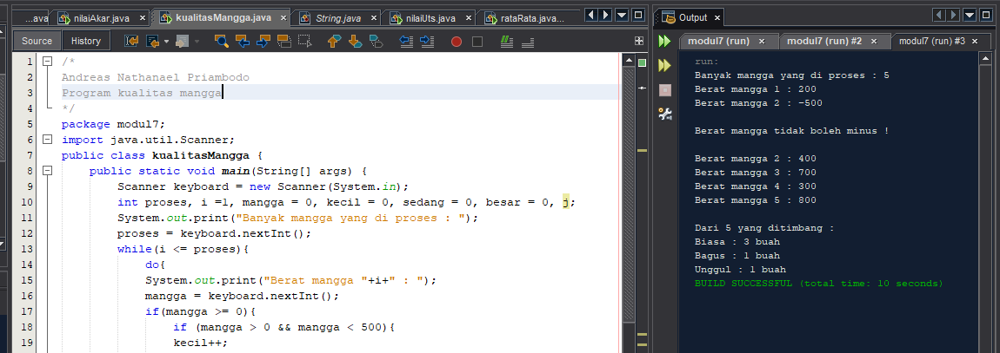 ...ava
nilaiAkar.java
kualitasMangga.java
String.java
nilaiUts.java
rataRata.java...
Source
History
1 /*
2 Andreas Nathanael Priambodo
3 Program kualitas mangga
4 */
5 package modul7;
6 import java.util.Scanner;
7 public class kualitasMangga {
8 public static void main(String[] args) {
9 Scanner keyboard = new Scanner(System.in);
10 int proses, i =1, mangga = 0, kecil = 0, sedang = 0, besar = 0, j;
11 System.out.print("Banyak mangga yang di proses : ");
12 proses = keyboard.nextInt();
13 while(i <= proses){
14 do{
15 System.out.print("Berat mangga "+i+" : ");
16 mangga = keyboard.nextInt();
17 if(mangga >= 0){
18 if (mangga > 0 && mangga < 500){
19 kecil++;
Output
modul7 (run)
modul7 (run) #2
modul7 (run) #3
run:
Banyak mangga yang di proses : 5
Berat mangga 1 : 200
Berat mangga 2 : -500
Berat mangga tidak boleh minus !
Berat mangga 2 : 400
Berat mangga 3 : 700
Berat mangga 4 : 300
Berat mangga 5 : 800
Dari 5 yang ditimbang :
Biasa : 3 buah
Bagus : 1 buah
Unggul : 1 buah
BUILD SUCCESSFUL (total time: 10 seconds)